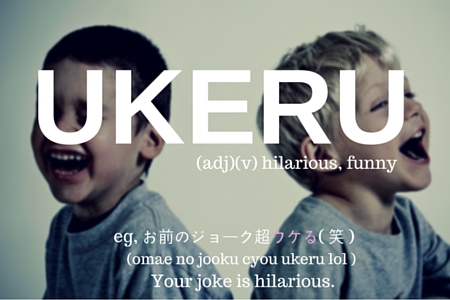 UKERU
(adj)(v) hilarious, funny
eg, お前のジョーク超ウケる(笑)
(omae no jooku cyou ukeru lol )
Your joke is hilarious.